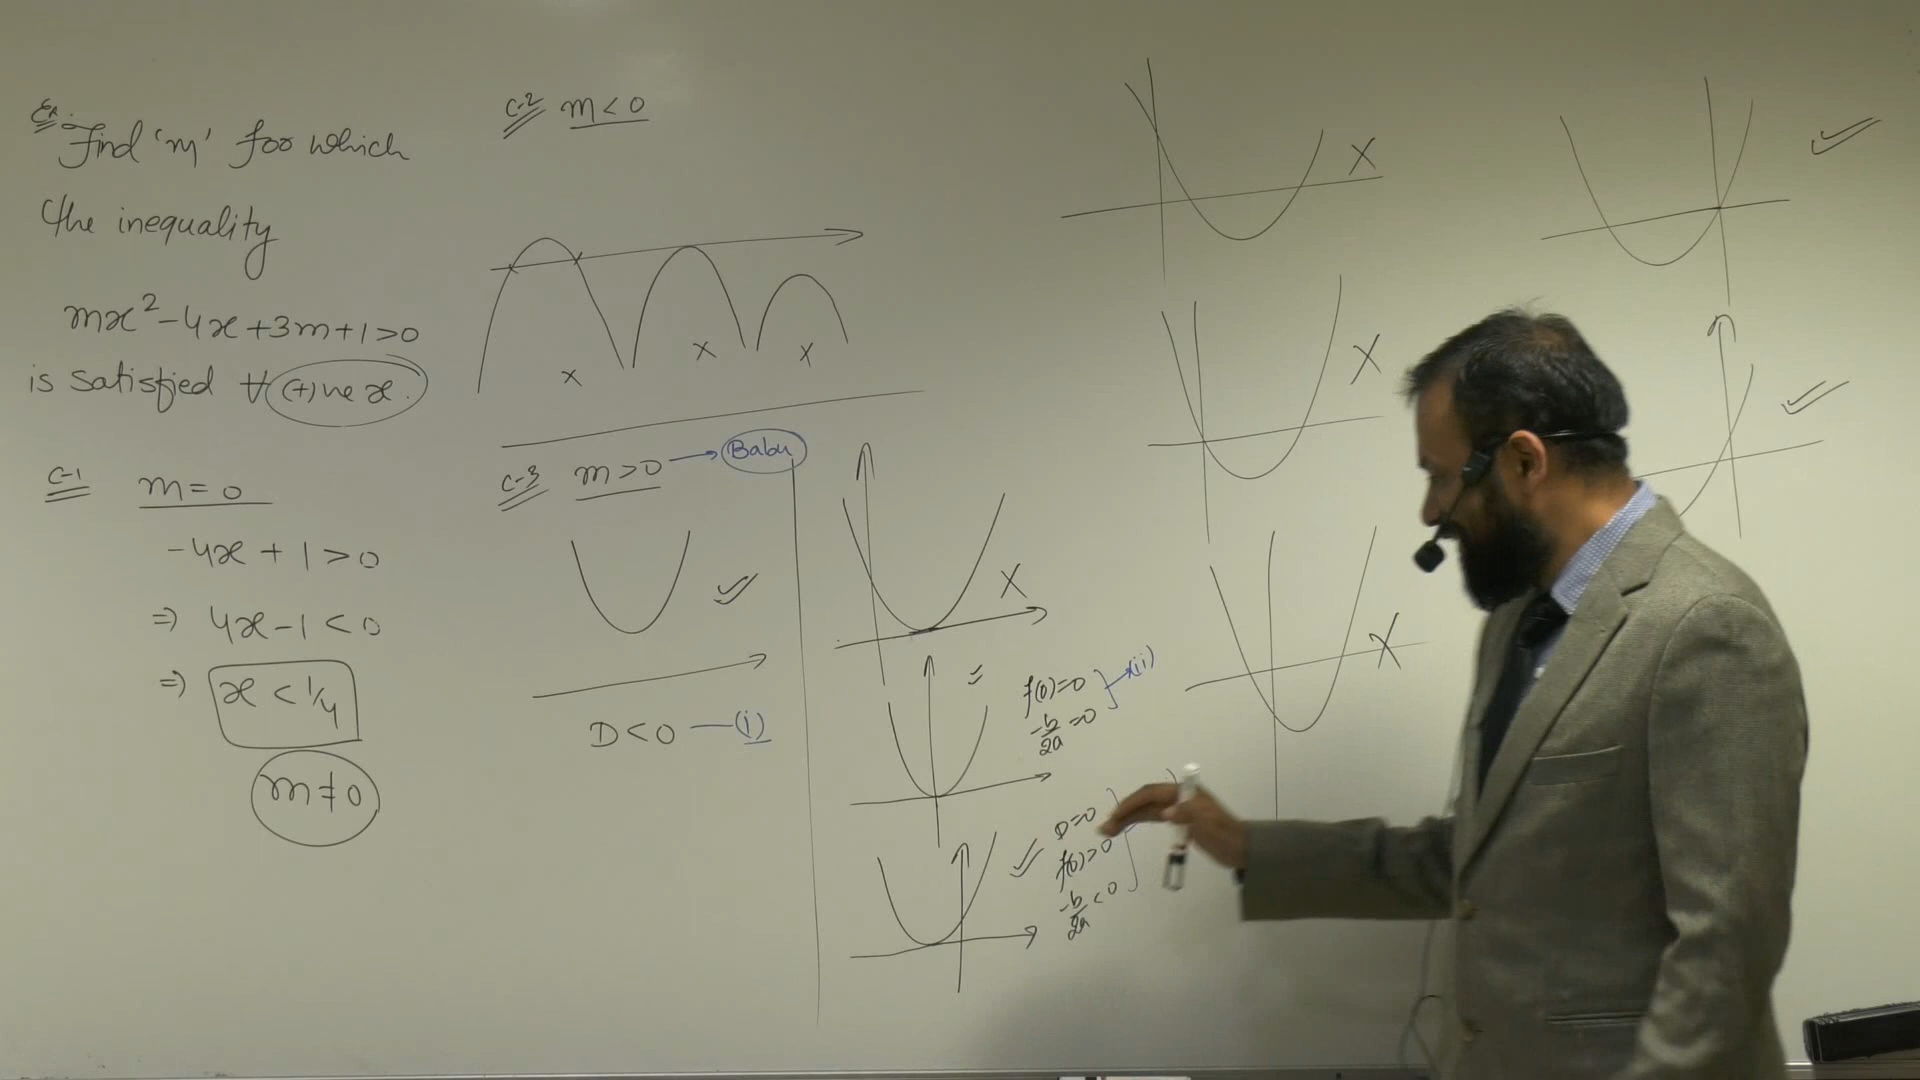 Ex. Find 'm' for which
the inequality
mx²-4x+3m+1>0
is satisfied ∀ (+)ve x.
C-1 m=0
-4x+1>0
⇒ 4x-1<0
⇒ x<1/4
m≠0
C-2 m<0
x x x
C-3 m>0 → Babu
D<0 —(i)
X
f(0)=0
-b/2a=0
→(ii)
D=0
f(0)>0
-b/2a<0
X
X
X